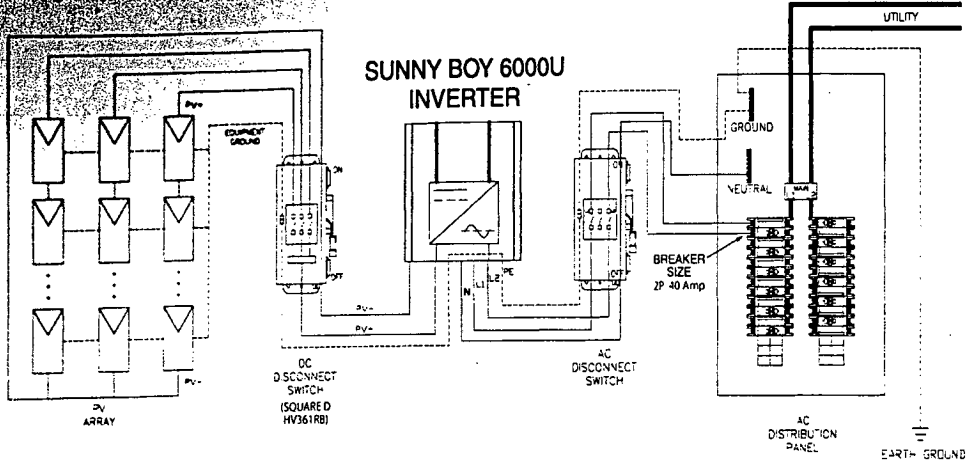 UTILITY
SUNNY BOY 6000U
INVERTER
PV+
EQUIPMENT
GROUND
ON
ON
GROUND
NEUTRAL
MAIN
BREAKER
SIZE
2P 40 Amp
OFF
OFF
N
L1
L2
PE
PV-
PV-
PV-
PV
ARRAY
DC
DISCONNECT
SWITCH
(SQUARE D
HV361RB)
AC
DISCONNECT
SWITCH
AC
DISTRIBUTION
PANEL
EARTH GROUND